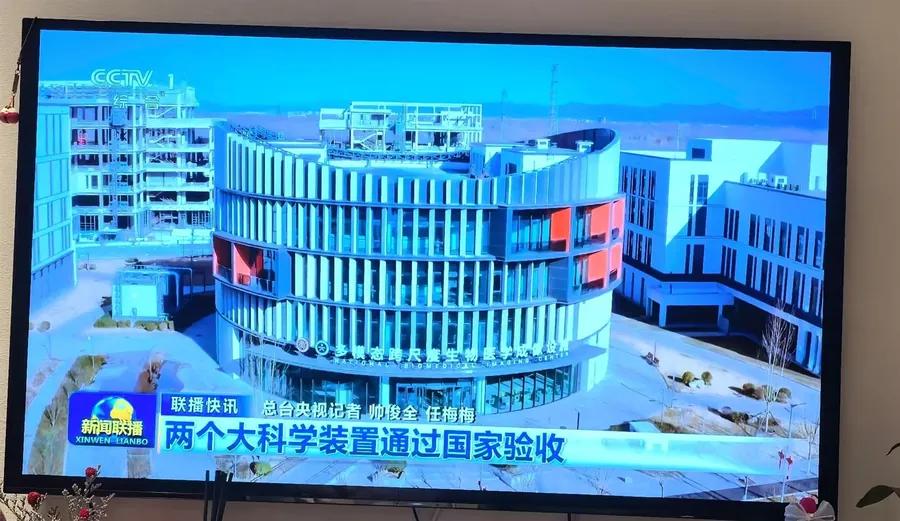 CCTV 1
综合
多模态跨尺度生物医学成像设施
NATIONAL BIOMEDICAL IMAGING CENTER
新闻联播
XINWEN LIANBO
联播快讯
总台央视记者 帅俊全 任梅梅
两个大科学装置通过国家验收